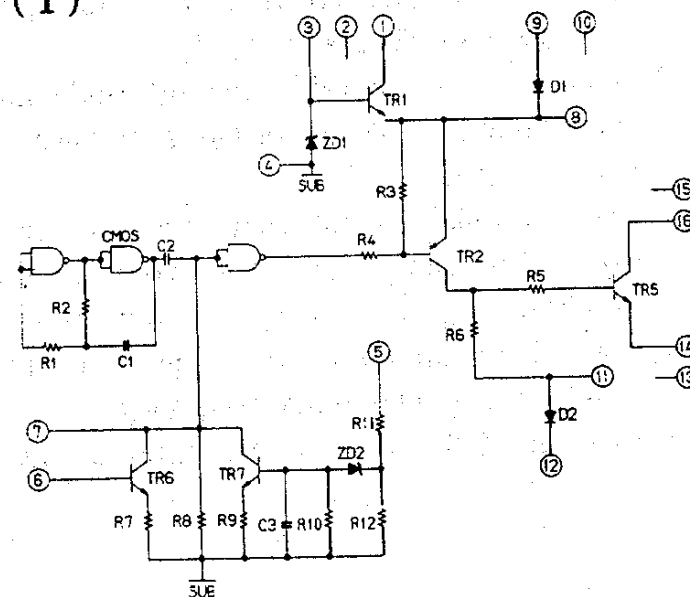 (1)
3 2 1 9 10
TR1
D1
8
ZD1
4
SUB
R3
15
16
CMOS
C2
R4
TR2
R5
TR5
R2
R6
R1
C1
5
14
11
13
D2
R11
7
ZD2
12
6
TR6
TR7
R7
R8
R9
C3
R10
R12
SUB